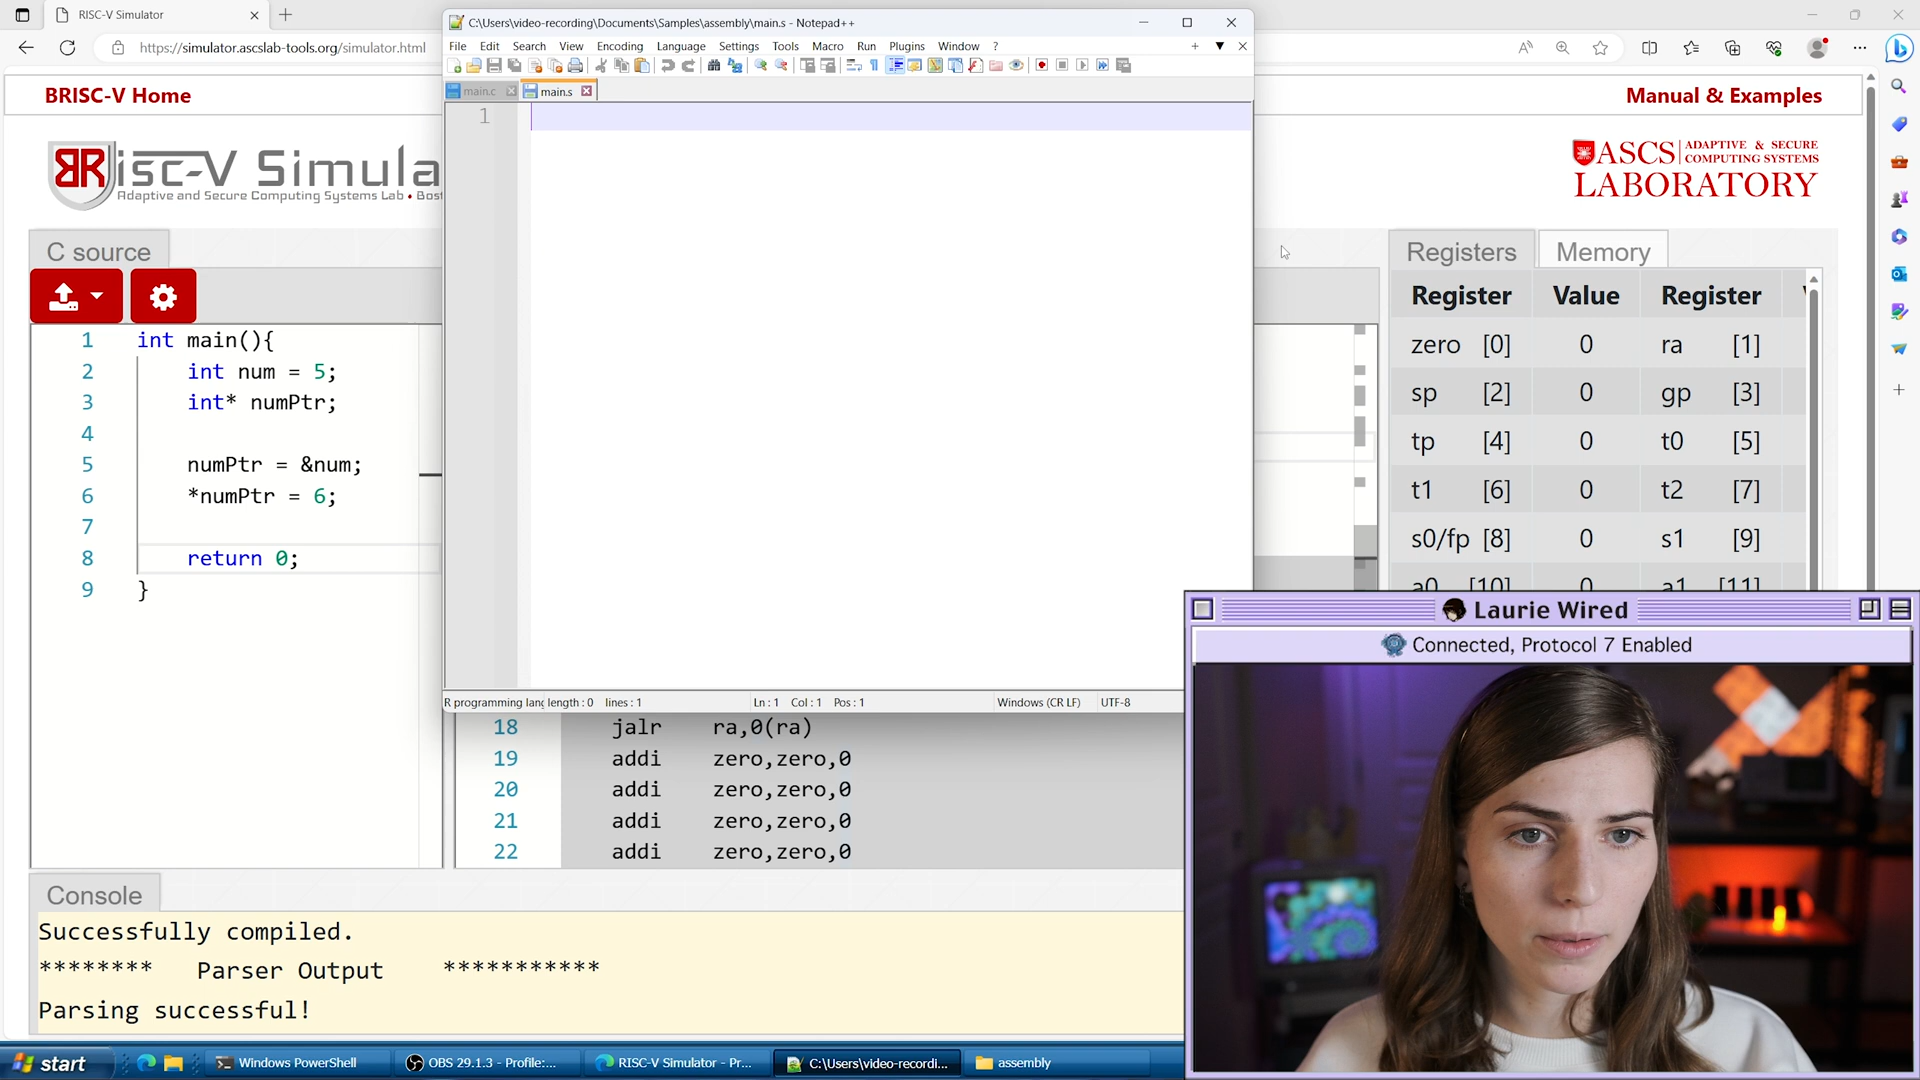 RISC-V Simulator
https://simulator.ascslab-tools.org/simulator.html
BRISC-V Home
Manual & Examples
BRisc-V Simula
Adaptive and Secure Computing Systems Lab • Bost
ASCS ADAPTIVE & SECURE COMPUTING SYSTEMS
LABORATORY
C:\Users\video-recording\Documents\Samples\assembly\main.s - Notepad++
File Edit Search View Encoding Language Settings Tools Macro Run Plugins Window ?
main.c main.s
1
R programming lang length : 0 lines : 1 Ln : 1 Col : 1 Pos : 1 Windows (CR LF) UTF-8
C source
1 int main(){
2 int num = 5;
3 int* numPtr;
4
5 numPtr = &num;
6 *numPtr = 6;
7
8 return 0;
9 }
18 jalr ra,0(ra)
19 addi zero,zero,0
20 addi zero,zero,0
21 addi zero,zero,0
22 addi zero,zero,0
Registers Memory
Register Value Register
zero [0] 0 ra [1]
sp [2] 0 gp [3]
tp [4] 0 t0 [5]
t1 [6] 0 t2 [7]
s0/fp [8] 0 s1 [9]
a0 [10] 0 a1 [11]
Laurie Wired
Connected, Protocol 7 Enabled
Console
Successfully compiled.
******** Parser Output ***********
Parsing successful!
start
Windows PowerShell
OBS 29.1.3 - Profile:...
RISC-V Simulator - Pr...
C:\Users\video-recordi...
assembly